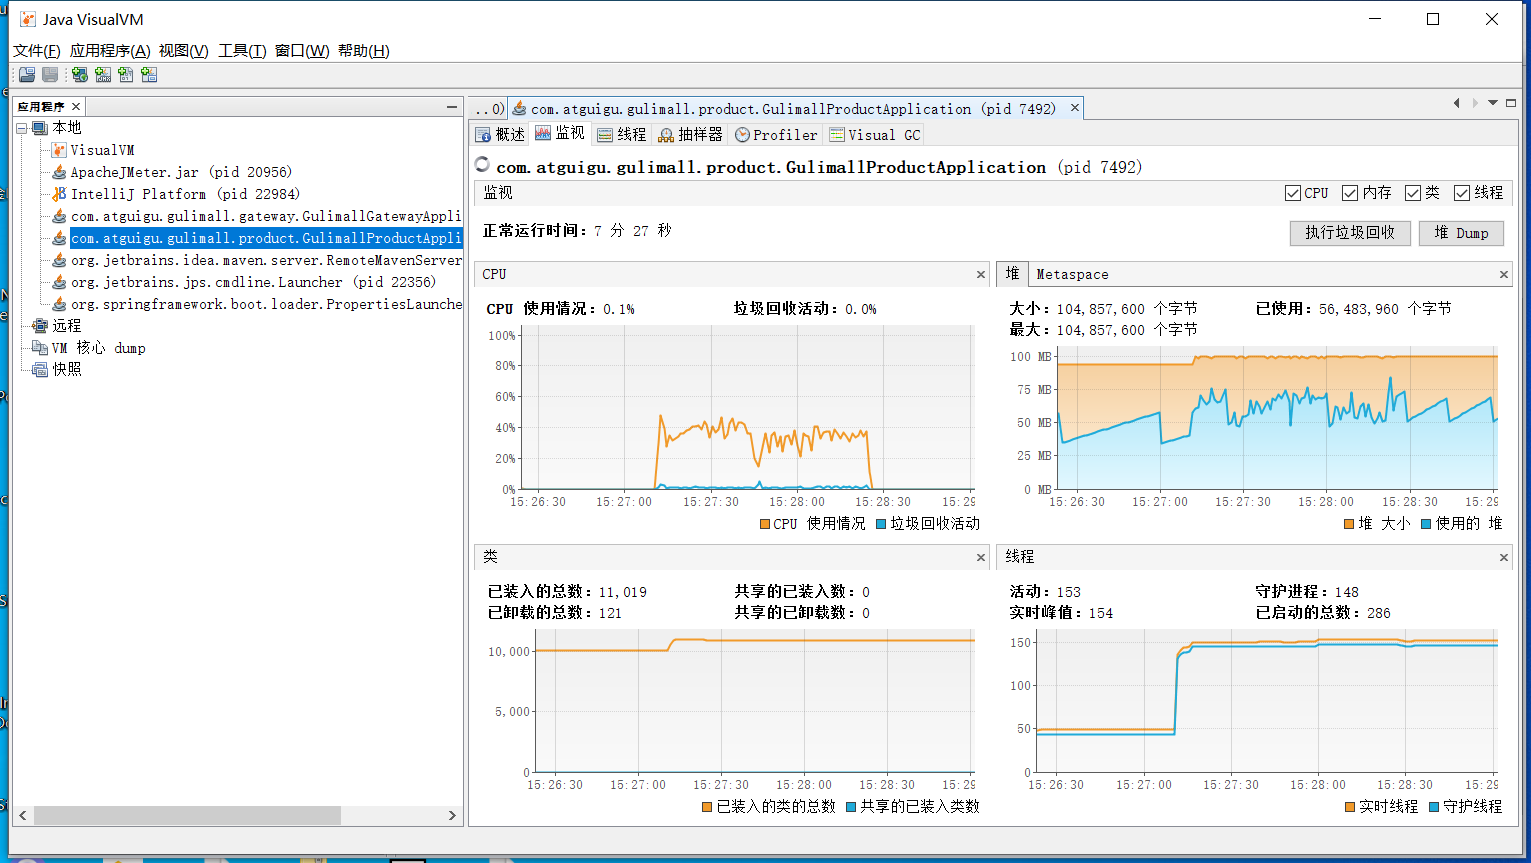 Java VisualVM
文件(F) 应用程序(A) 视图(V) 工具(T) 窗口(W) 帮助(H)
应用程序
本地
VisualVM
ApacheJMeter.jar (pid 20956)
IntelliJ Platform (pid 22984)
com.atguigu.gulimall.gateway.GulimallGatewayAppli
com.atguigu.gulimall.product.GulimallProductAppli
org.jetbrains.idea.maven.server.RemoteMavenServer
org.jetbrains.jps.cmdline.Launcher (pid 22356)
org.springframework.boot.loader.PropertiesLaunche
远程
VM 核心 dump
快照
..0) com.atguigu.gulimall.product.GulimallProductApplication (pid 7492)
概述 监视 线程 抽样器 Profiler Visual GC
com.atguigu.gulimall.product.GulimallProductApplication (pid 7492)
监视 CPU 内存 类 线程
正常运行时间: 7 分 27 秒 执行垃圾回收 堆 Dump
CPU
CPU 使用情况: 0.1% 垃圾回收活动: 0.0%
100%
80%
60%
40%
20%
0%
15:26:30 15:27:00 15:27:30 15:28:00 15:28:30 15:29
CPU 使用情况 垃圾回收活动
堆 Metaspace
大小: 104,857,600 个字节 已使用: 56,483,960 个字节
最大: 104,857,600 个字节
100 MB
75 MB
50 MB
25 MB
0 MB
15:26:30 15:27:00 15:27:30 15:28:00 15:28:30 15:29
堆 大小 使用的 堆
类
已装入的总数: 11,019 共享的已装入数: 0
已卸载的总数: 121 共享的已卸载数: 0
10,000
5,000
0
15:26:30 15:27:00 15:27:30 15:28:00 15:28:30 15:29
已装入的类的总数 共享的已装入类数
线程
活动: 153 守护进程: 148
实时峰值: 154 已启动的总数: 286
150
100
50
0
15:26:30 15:27:00 15:27:30 15:28:00 15:28:30 15:29
实时线程 守护线程